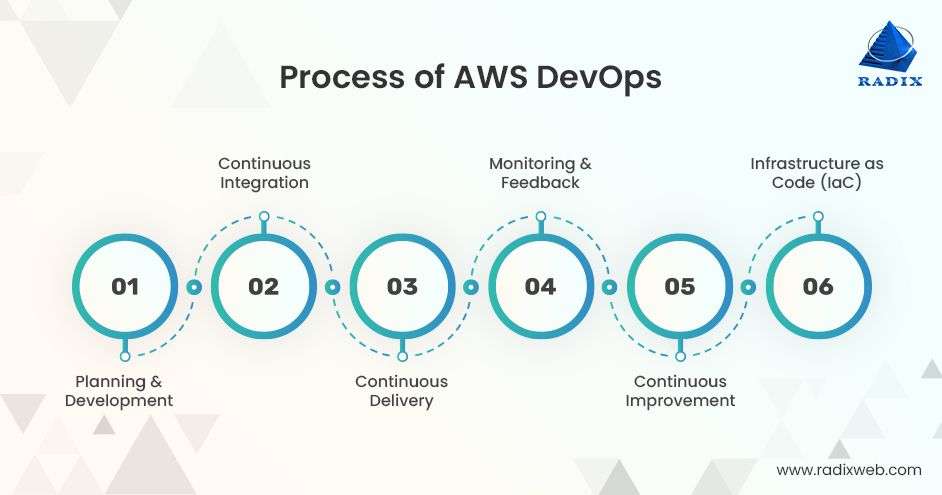 Process of AWS DevOps
RADIX
01
Planning &
Development
02
Continuous
Integration
03
Continuous
Delivery
04
Monitoring &
Feedback
05
Continuous
Improvement
06
Infrastructure as
Code (IaC)
www.radixweb.com